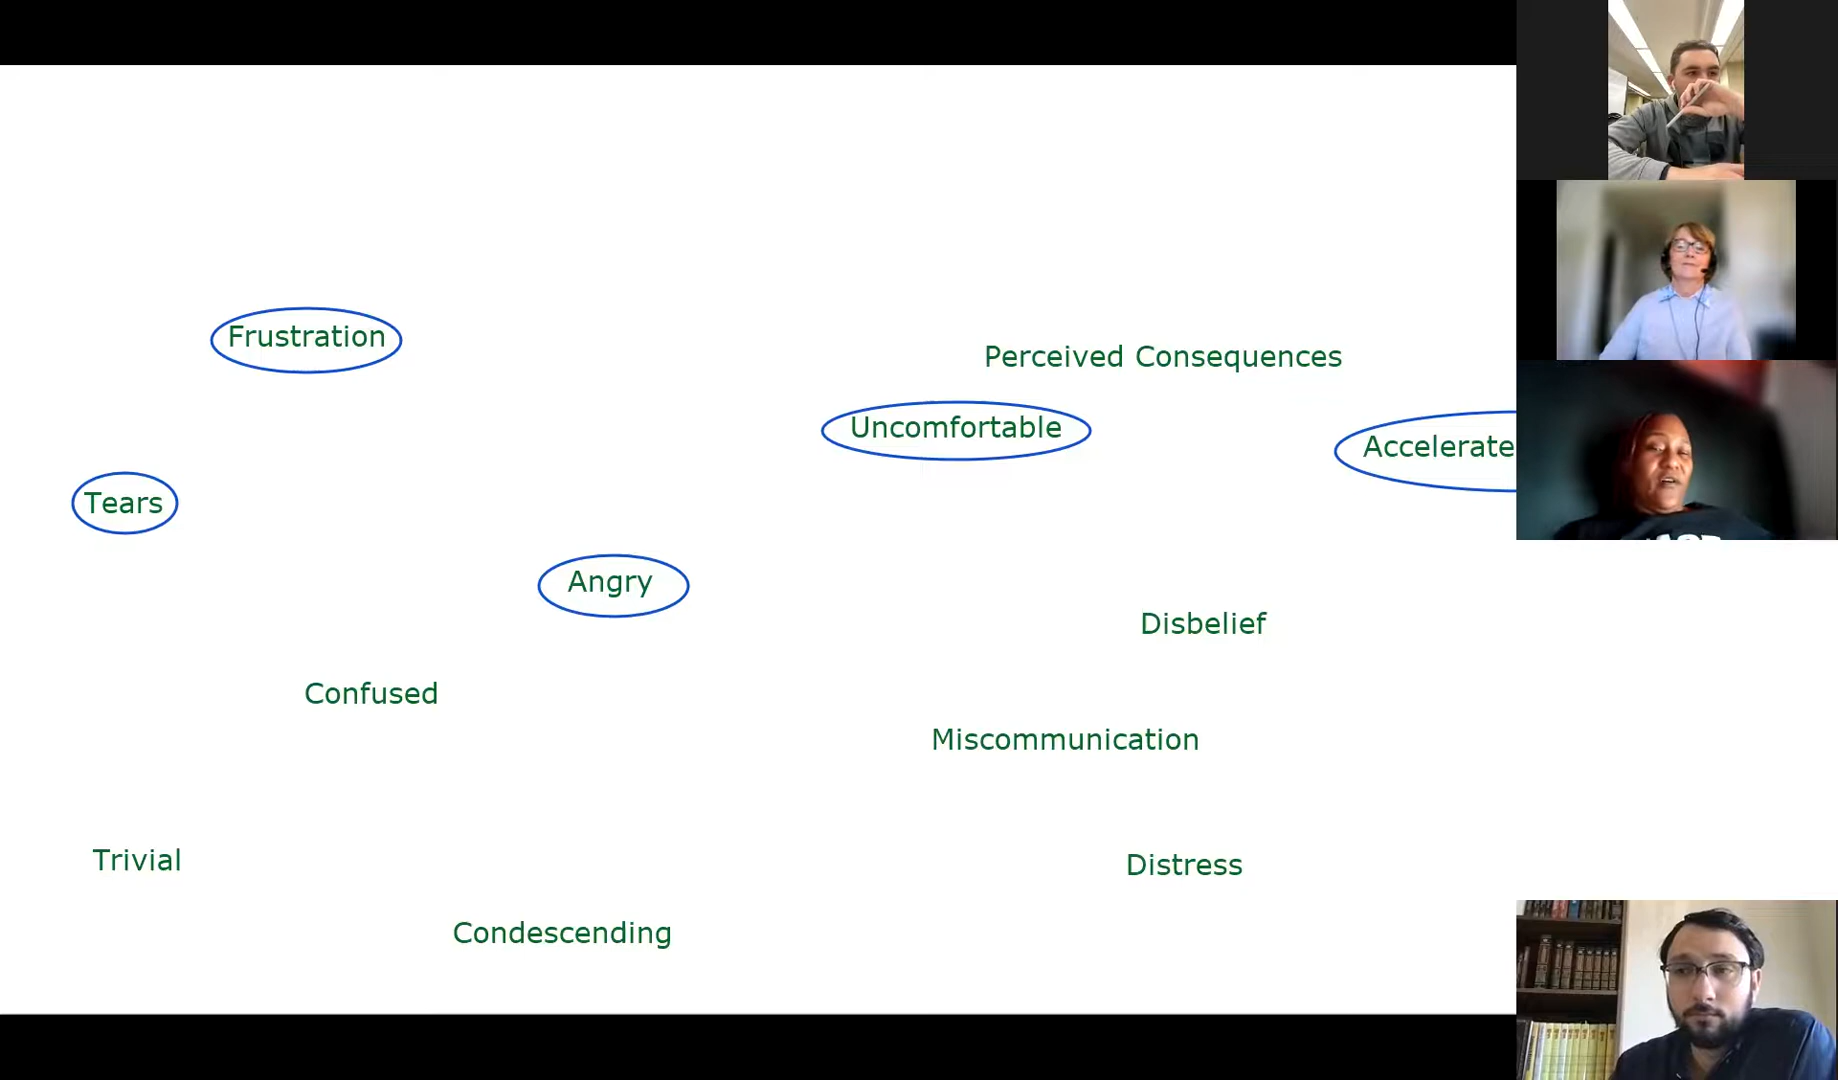 Frustration
Perceived Consequences
Uncomfortable
Accelerate
Tears
Angry
Disbelief
Confused
Miscommunication
Trivial
Distress
Condescending